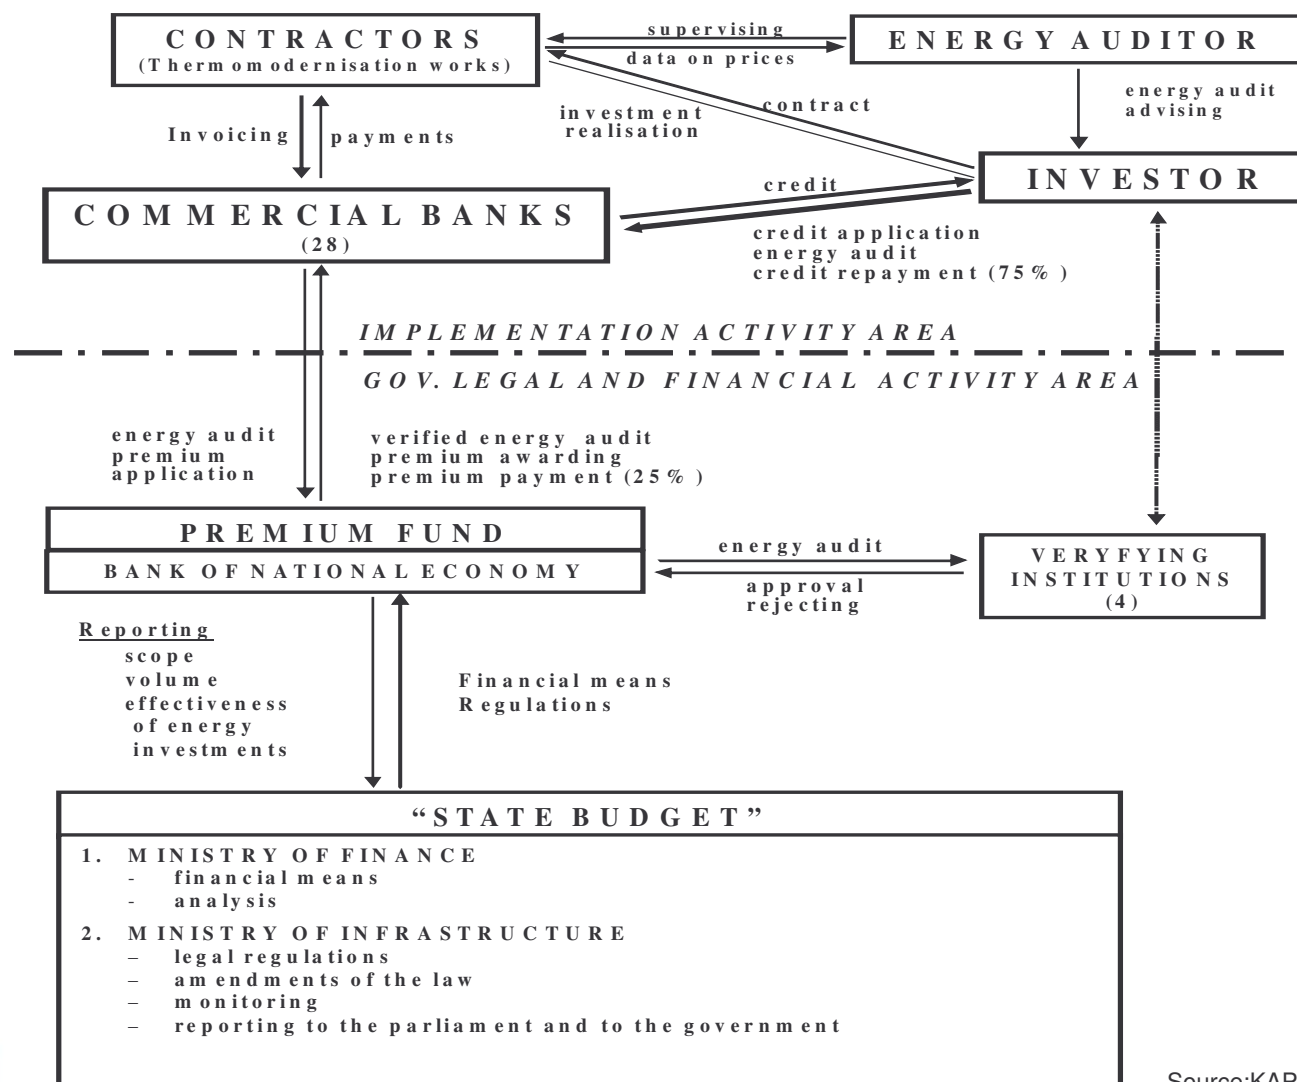 CONTRACTORS
(Thermomodernisation works)
supervising
data on prices
ENERGY AUDITOR
energy audit
advising
investment
realisation
contract
Invoicing
payments
INVESTOR
credit
COMMERCIAL BANKS
(28)
credit application
energy audit
credit repayment (75%)
IMPLEMENTATION ACTIVITY AREA
GOV. LEGAL AND FINANCIAL ACTIVITY AREA
energy audit
premium
application
verified energy audit
premium awarding
premium payment (25%)
PREMIUM FUND
BANK OF NATIONAL ECONOMY
energy audit
approval
rejecting
VERYFYING
INSTITUTIONS
(4)
Reporting
scope
volume
effectiveness
of energy
investments
Financial means
Regulations
“STATE BUDGET”
1. MINISTRY OF FINANCE
- financial means
- analysis
2. MINISTRY OF INFRASTRUCTURE
– legal regulations
– amendments of the law
– monitoring
– reporting to the parliament and to the government
Source:KAP